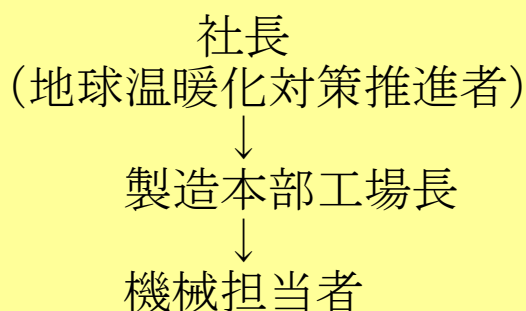 社長
（地球温暖化対策推進者）
↓
製造本部工場長
↓
機械担当者